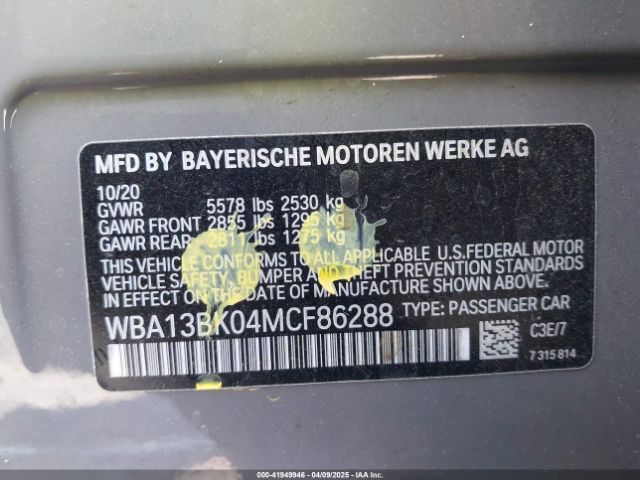 MFD BY BAYERISCHE MOTOREN WERKE AG
10/20
GVWR 5578 lbs 2530 kg
GAWR FRONT 2855 lbs 1295 kg
GAWR REAR 2811 lbs 1275 kg
THIS VEHICLE CONFORMS TO ALL APPLICABLE U.S.FEDERAL MOTOR
VEHICLE SAFETY, BUMPER AND THEFT PREVENTION STANDARDS
IN EFFECT ON THE DATE OF MANUFACTURE SHOWN ABOVE.
WBA13BK04MCF86288 TYPE: PASSENGER CAR
C3E/7
7 315 814
© IAA Owner: 41949946 - 04/09/2025 - IAA Inc.